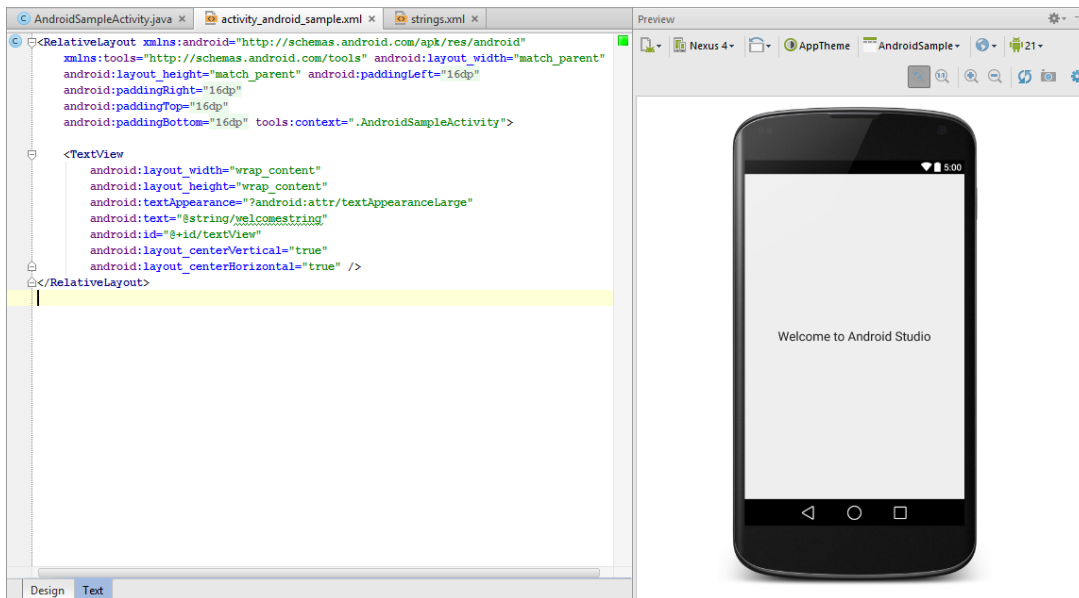 AndroidSampleActivity.java
activity_android_sample.xml
strings.xml
<RelativeLayout xmlns:android="http://schemas.android.com/apk/res/android"
xmlns:tools="http://schemas.android.com/tools" android:layout_width="match_parent"
android:layout_height="match_parent" android:paddingLeft="16dp"
android:paddingRight="16dp"
android:paddingTop="16dp"
android:paddingBottom="16dp" tools:context=".AndroidSampleActivity">
<TextView
android:layout_width="wrap_content"
android:layout_height="wrap_content"
android:textAppearance="?android:attr/textAppearanceLarge"
android:text="@string/welcomestring"
android:id="@+id/textView"
android:layout_centerVertical="true"
android:layout_centerHorizontal="true" />
</RelativeLayout>
Design Text
Preview
Nexus 4 AppTheme AndroidSample 21
1:1
5:00
Welcome to Android Studio